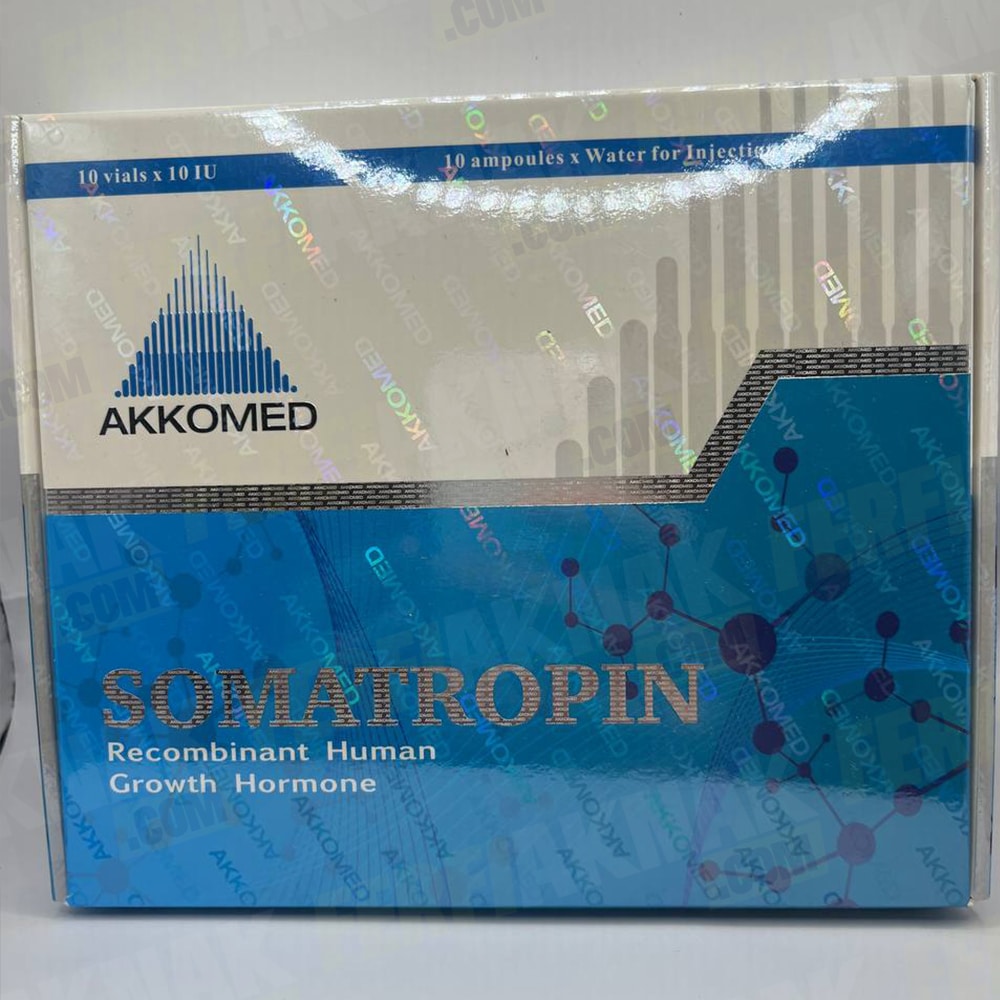 10 vials x 10 IU
10 ampoules x Water for Injection
AKKOMED
SOMATROPIN
Recombinant Human
Growth Hormone